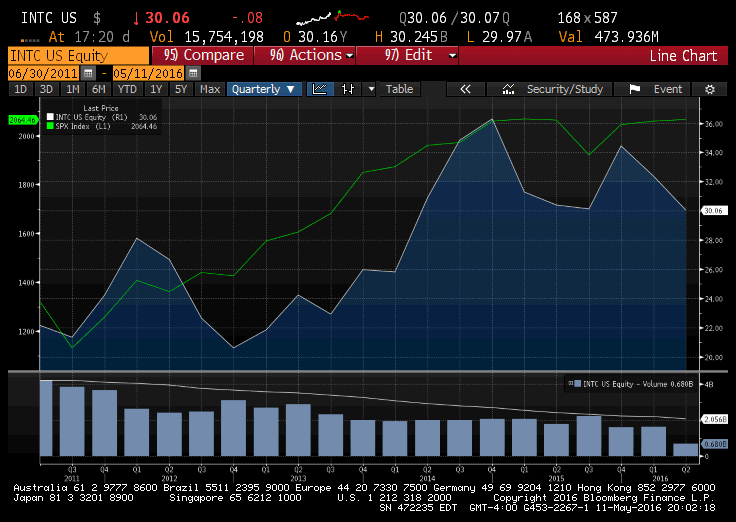 INTC US $ ↓30.06 -.08 Q30.06/30.07Q 168x587
At 17:20 d Vol 15,754,198 O 30.16Y H 30.245B L 29.97A Val 473.936M
INTC US Equity 95) Compare 96) Actions 97) Edit Line Chart
06/30/2011 - 05/11/2016
1D 3D 1M 6M YTD 1Y 5Y Max Quarterly ▼ Table « Security/Study Event
Last Price
INTC US Equity (R1) 30.06
SPX Index (L1) 2064.46
2064.46
2000
1800
1600
1400
1200
36.00
34.00
32.00
30.06
28.00
26.00
24.00
22.00
20.00
INTC US Equity - Volume 0.680B
4B
2.056B
0.680B
0
Q3 Q4 Q1 Q2 Q3 Q4 Q1 Q2 Q3 Q4 Q1 Q2 Q3 Q4 Q1 Q2 Q3 Q4 Q1 Q2
2011 2012 2013 2014 2015 2016
Australia 61 2 9777 8600 Brazil 5511 2395 9000 Europe 44 20 7330 7500 Germany 49 69 9204 1210 Hong Kong 852 2977 6000
Japan 81 3 3201 8900 Singapore 65 6212 1000 U.S. 1 212 318 2000 Copyright 2016 Bloomberg Finance L.P.
SN 472235 EDT GMT-4:00 G453-2267-1 11-May-2016 20:02:18